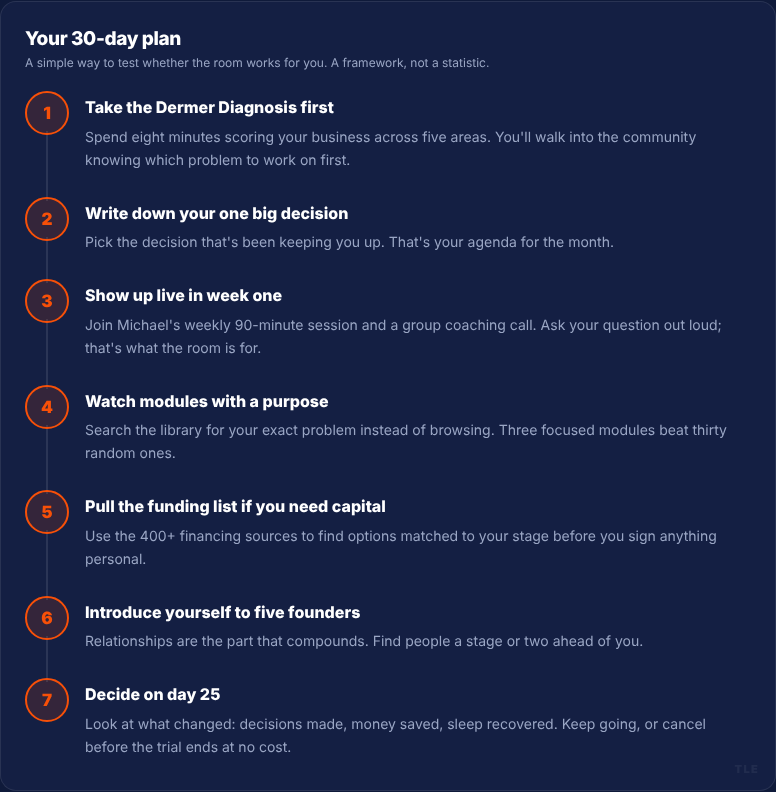 Your 30-day plan
A simple way to test whether the room works for you. A framework, not a statistic.
1
Take the Dermer Diagnosis first
Spend eight minutes scoring your business across five areas. You'll walk into the community
knowing which problem to work on first.
2
Write down your one big decision
Pick the decision that's been keeping you up. That's your agenda for the month.
3
Show up live in week one
Join Michael's weekly 90-minute session and a group coaching call. Ask your question out loud;
that's what the room is for.
4
Watch modules with a purpose
Search the library for your exact problem instead of browsing. Three focused modules beat thirty
random ones.
5
Pull the funding list if you need capital
Use the 400+ financing sources to find options matched to your stage before you sign anything
personal.
6
Introduce yourself to five founders
Relationships are the part that compounds. Find people a stage or two ahead of you.
7
Decide on day 25
Look at what changed: decisions made, money saved, sleep recovered. Keep going, or cancel
before the trial ends at no cost.
TLE